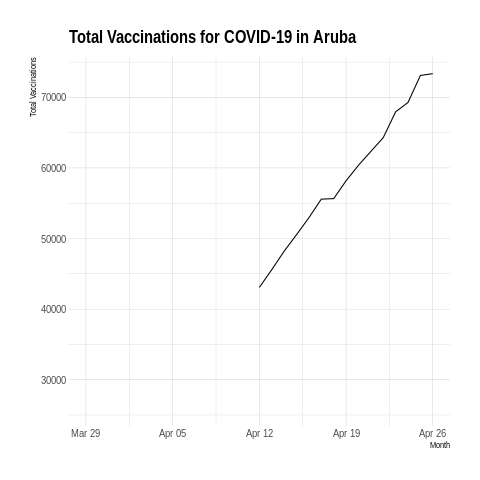 Total Vaccinations for COVID-19 in Aruba
Total Vaccinations
70000
60000
50000
40000
30000
Mar 29 Apr 05 Apr 12 Apr 19 Apr 26
Month